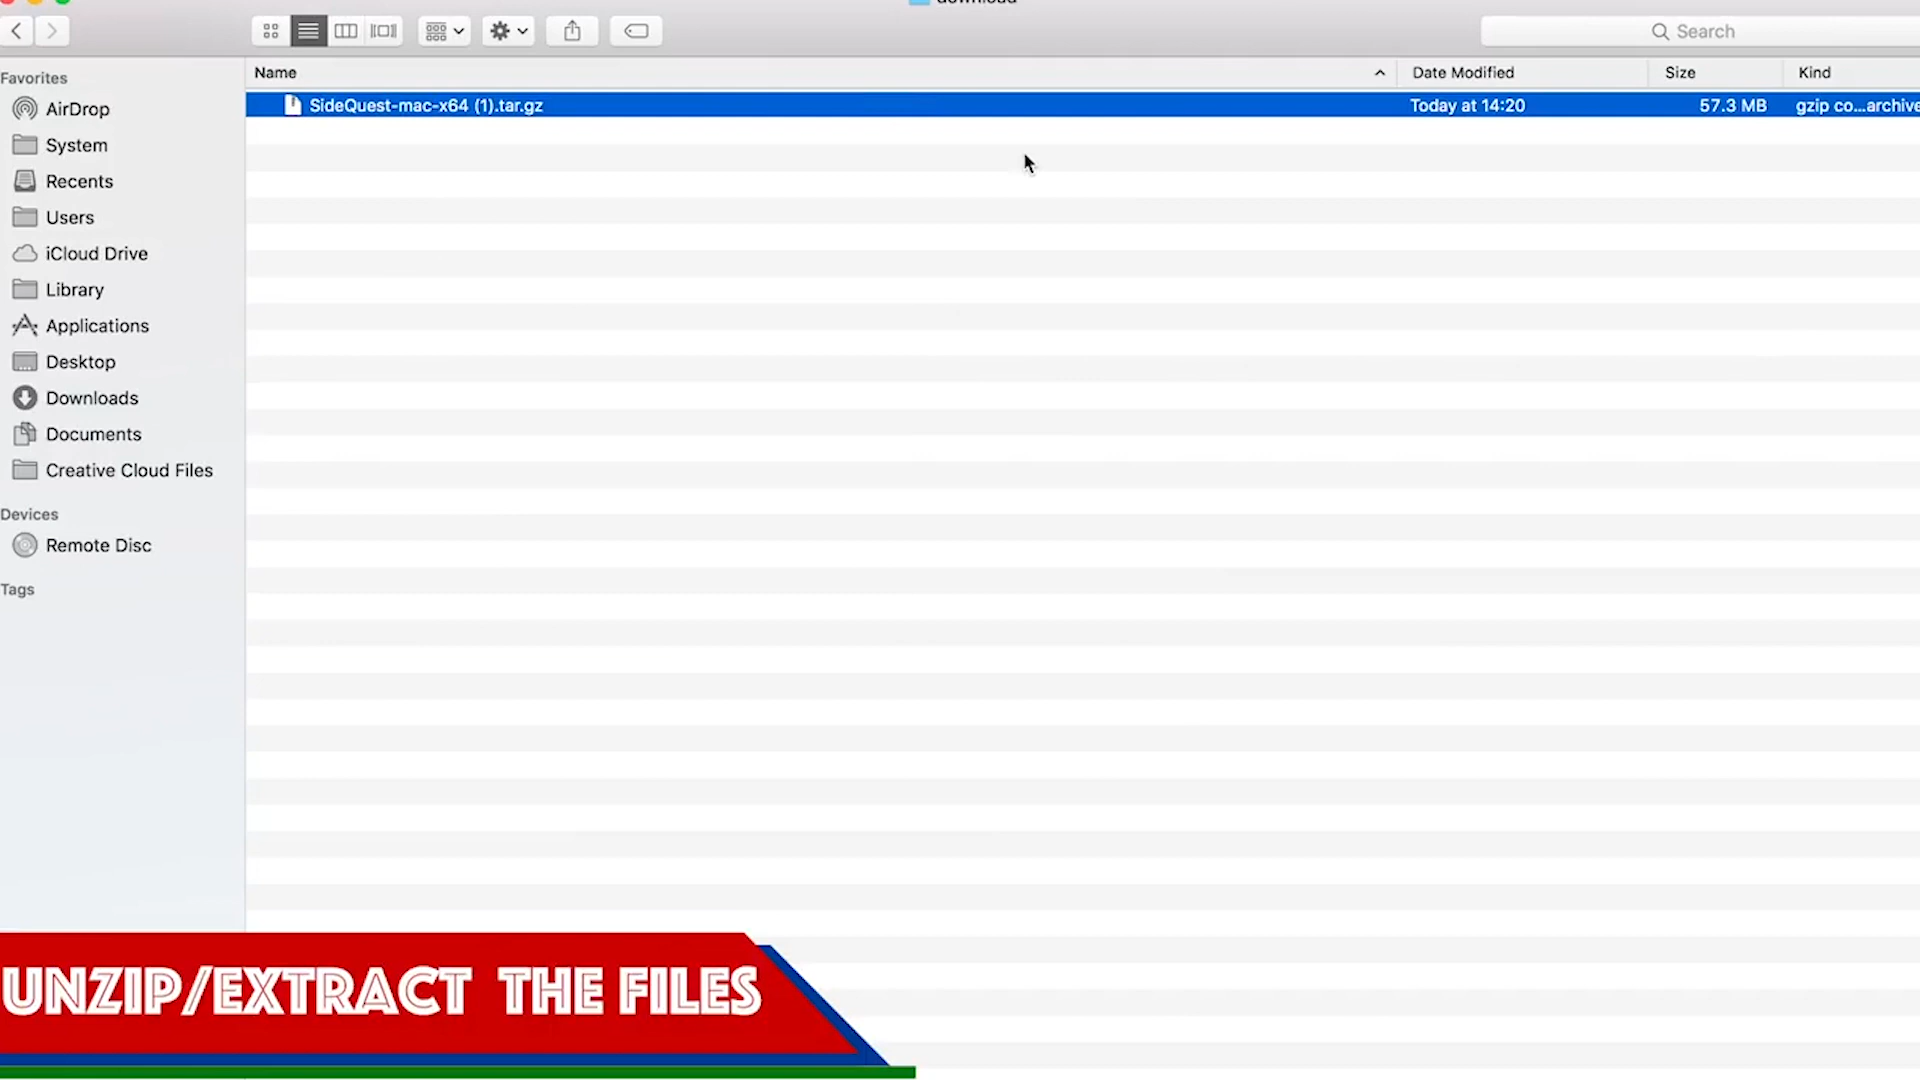 download
Search
Name Date Modified Size Kind
SideQuest-mac-x64 (1).tar.gz Today at 14:20 57.3 MB gzip co...archive
Favorites
AirDrop
System
Recents
Users
iCloud Drive
Library
Applications
Desktop
Downloads
Documents
Creative Cloud Files
Devices
Remote Disc
Tags
UNZIP/EXTRACT THE FILES